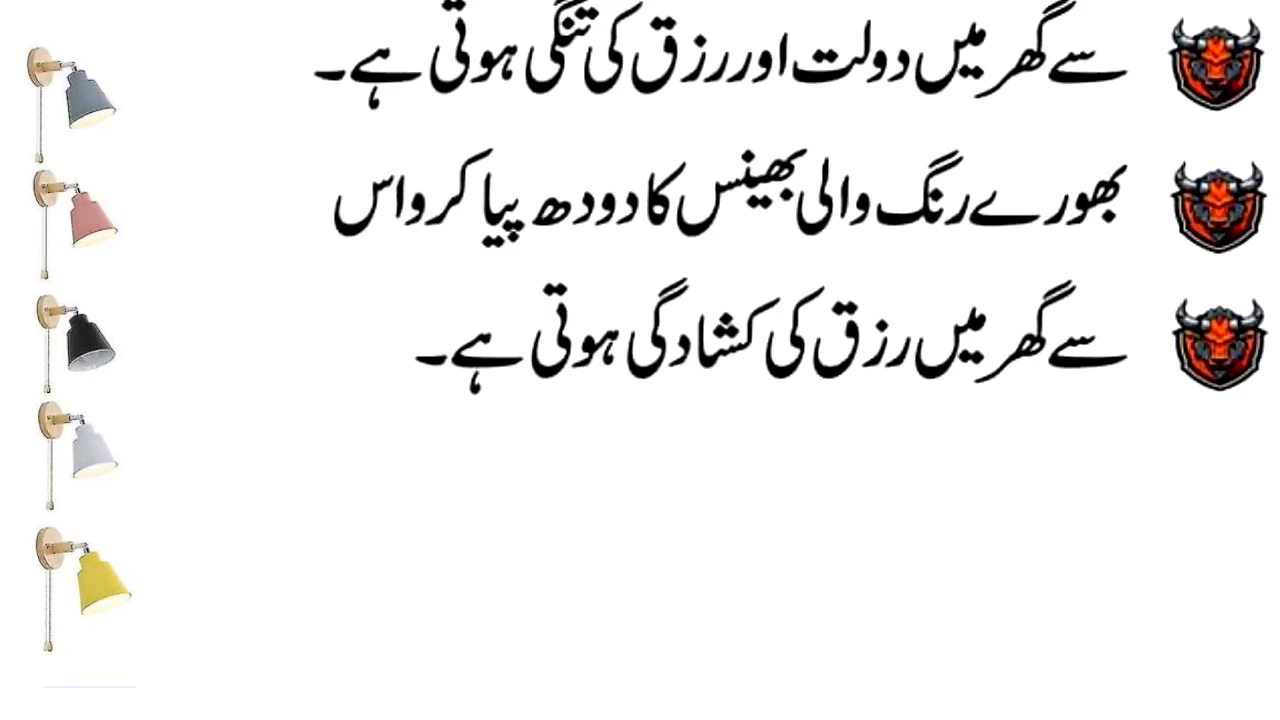 سے گھر میں دولت اور رزق کی تنگی ہوتی ہے۔
بھورے رنگ والی بھینس کا دودھ پیا کرو اس
سے گھر میں رزق کی کشادگی ہوتی ہے۔